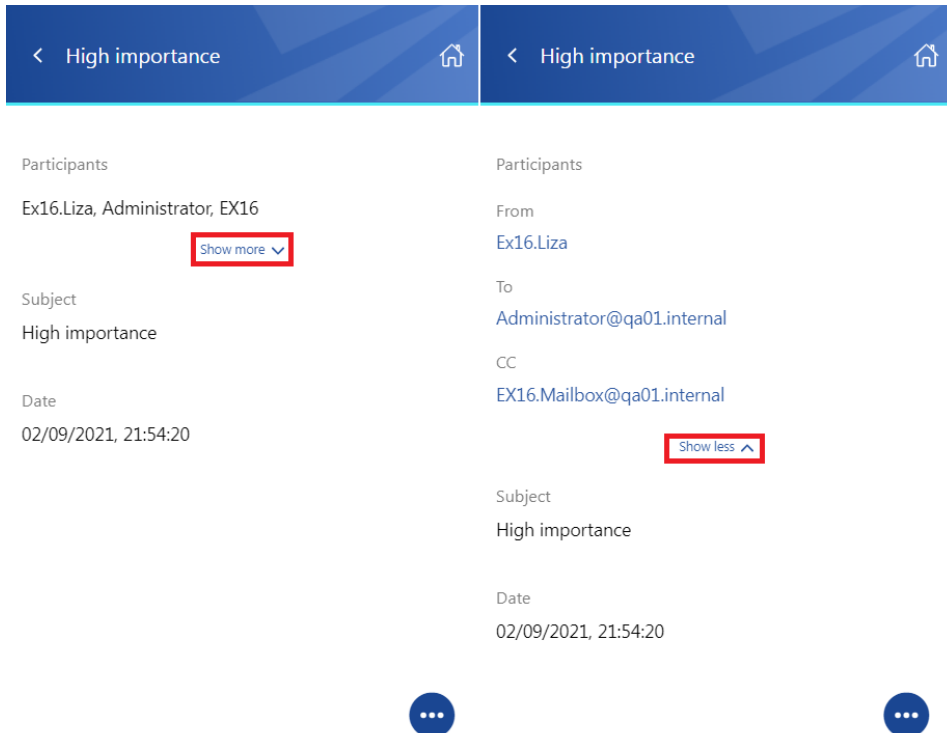 High importance
Participants
Ex16.Liza, Administrator, EX16
Show more
Subject
High importance
Date
02/09/2021, 21:54:20
High importance
Participants
From
Ex16.Liza
To
Administrator@qa01.internal
CC
EX16.Mailbox@qa01.internal
Show less
Subject
High importance
Date
02/09/2021, 21:54:20